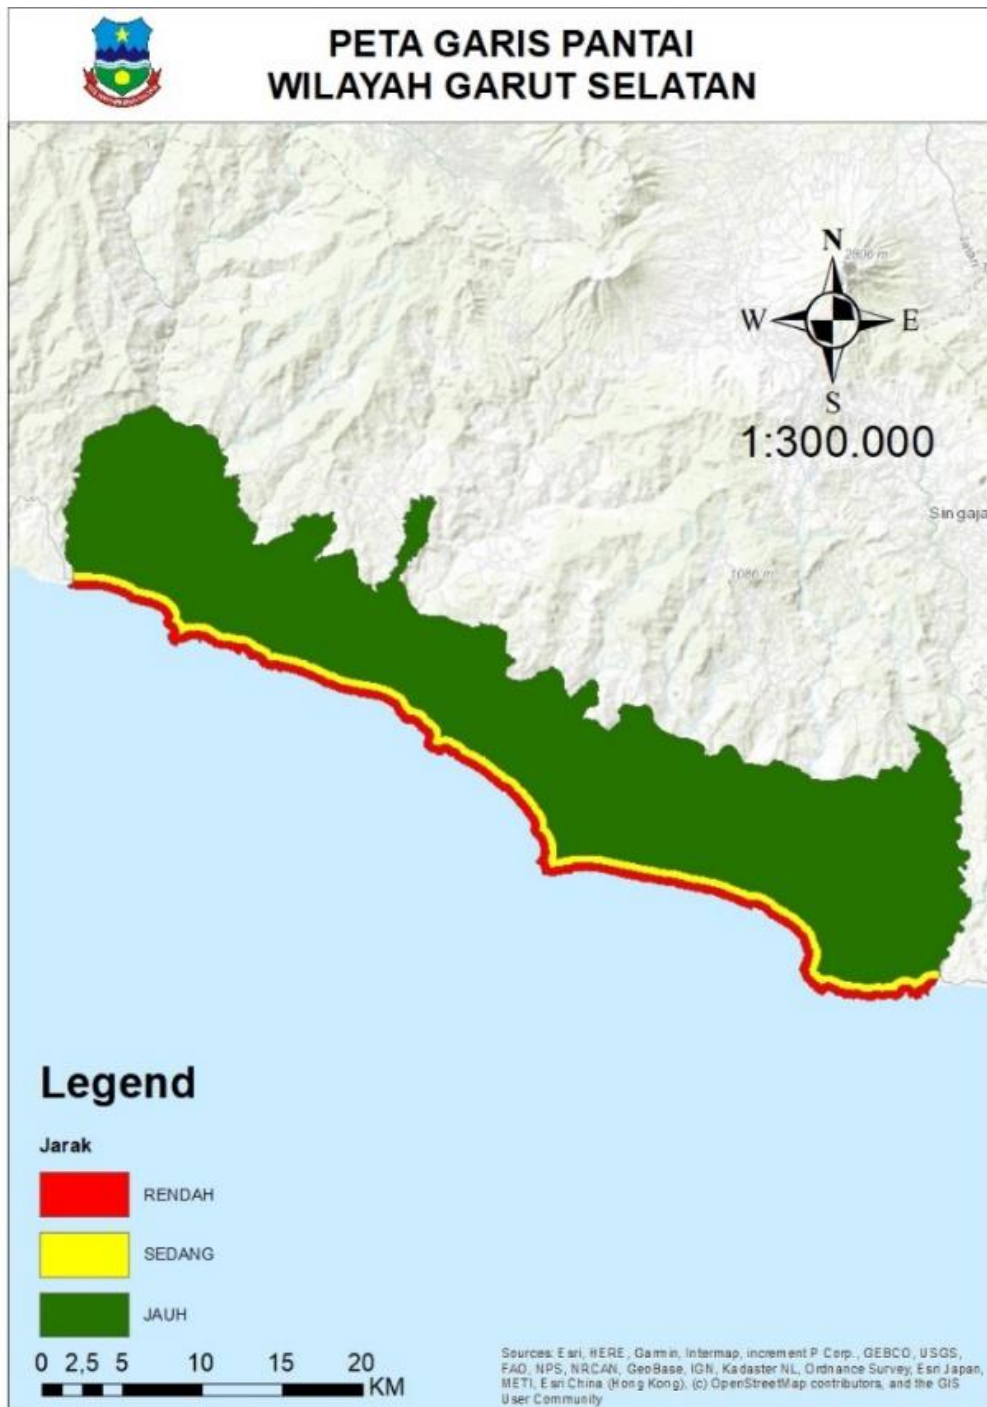 PETA GARIS PANTAI
WILAYAH GARUT SELATAN
N
2806 m
W E
S
1:300.000
Singaja
1086 m
Legend
Jarak
RENDAH
SEDANG
JAUH
0 2,5 5 10 15 20
KM
Sources: Esri, HERE, Garmin, Intermap, increment P Corp., GEBCO, USGS,
FAO, NPS, NRCAN, GeoBase, IGN, Kadaster NL, Ordnance Survey, Esri Japan,
METI, Esri China (Hong Kong), (c) OpenStreetMap contributors, and the GIS
User Community